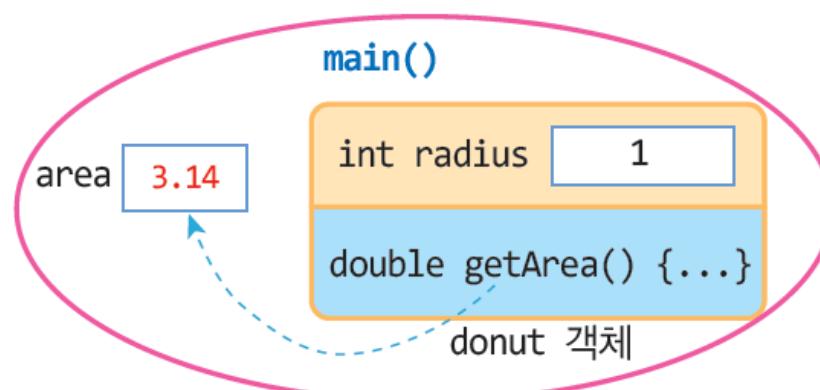 main()
int radius 1
area 3.14
double getArea() {...}
donut 객체